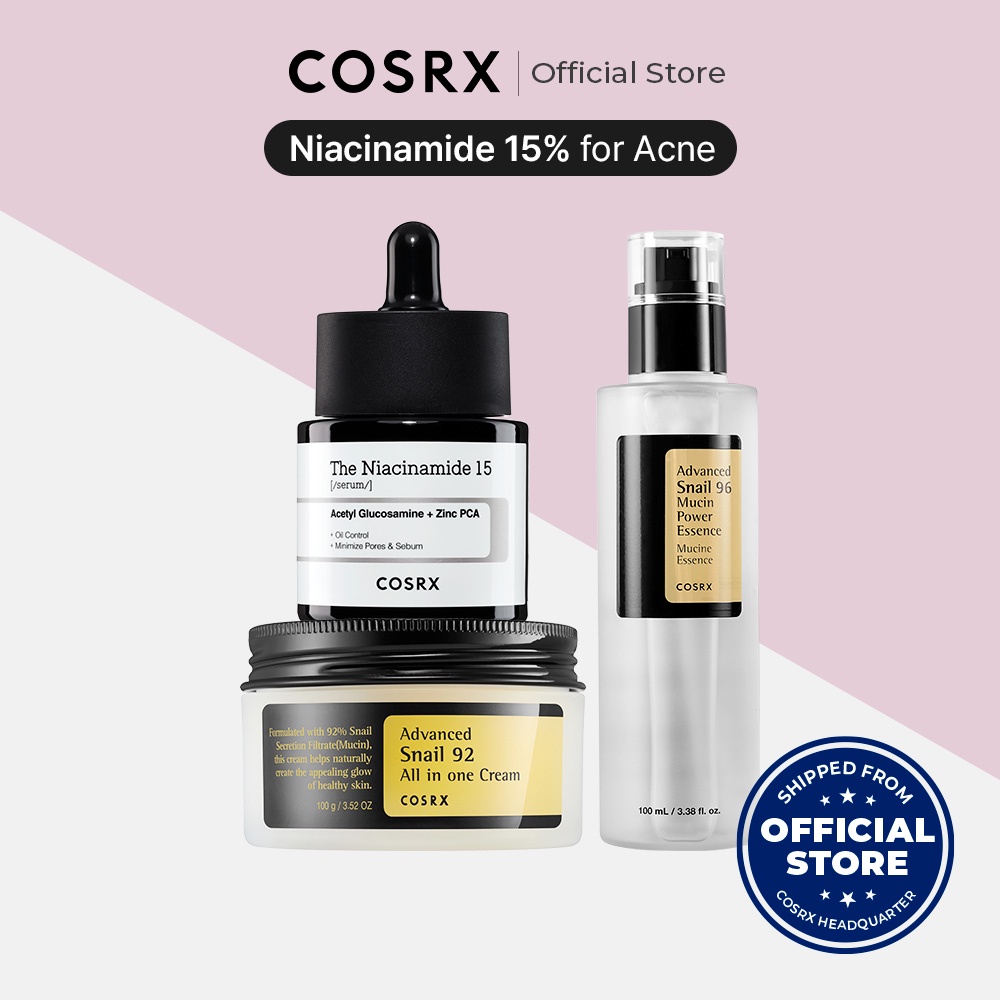 COSRX | Official Store
Niacinamide 15% for Acne
The Niacinamide 15
[/serum/]
Acetyl Glucosamine + Zinc PCA
• Oil Control
• Minimize Pores & Sebum
COSRX
Formulated with 92% Snail
Secretion Filtrate(Mucin),
this cream helps naturally
create the appealing glow
of healthy skin.
100 g / 3.52 OZ
Advanced
Snail 92
All in one Cream
COSRX
Advanced
Snail 96
Mucin
Power
Essence
Mucine
Essence
COSRX
100 mL / 3.38 fl. oz.
SHIPPED FROM
OFFICIAL
STORE
COSRX HEADQUARTER